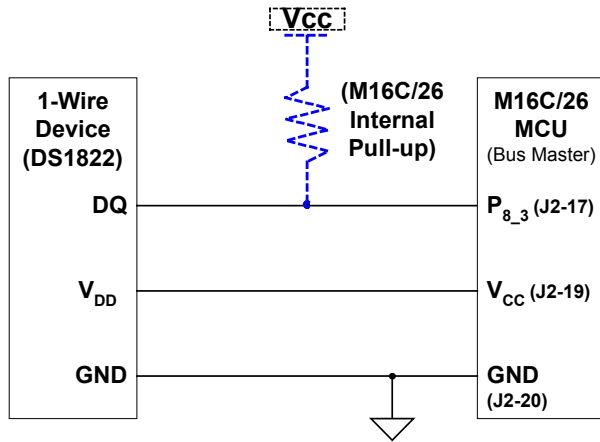 Vcc
1-Wire
Device
(DS1822)
(M16C/26
Internal
Pull-up)
M16C/26
MCU
(Bus Master)
DQ
P8_3 (J2-17)
VDD
VCC (J2-19)
GND
GND
(J2-20)